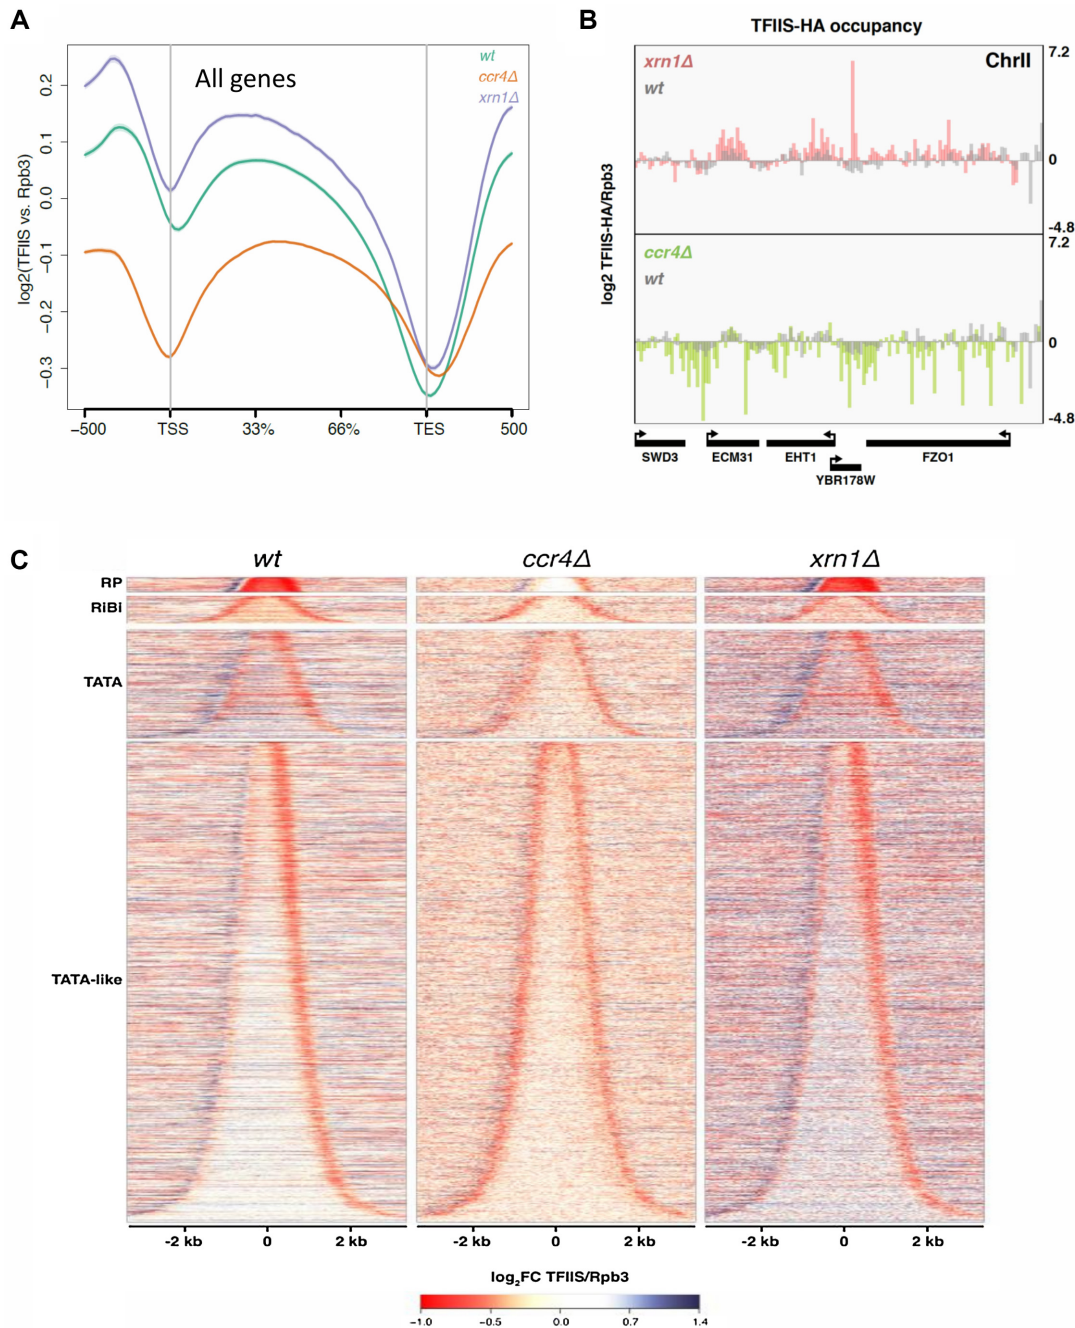 A
All genes
wt
ccr4Δ
xrn1Δ
log2(TFIIS vs. Rpb3)
0.2
0.1
0.0
−0.1
−0.2
−0.3
−500 TSS 33% 66% TES 500
B
TFIIS-HA occupancy
xrn1Δ
wt
ChrII
7.2
0
-4.8
log2 TFIIS-HA/Rpb3
ccr4Δ
wt
7.2
0
-4.8
SWD3 ECM31 EHT1 FZO1
YBR178W
C
wt ccr4Δ xrn1Δ
RP
RiBi
TATA
TATA-like
-2 kb 0 2 kb -2 kb 0 2 kb -2 kb 0 2 kb
log2FC TFIIS/Rpb3
−1.0 −0.5 0.0 0.7 1.4